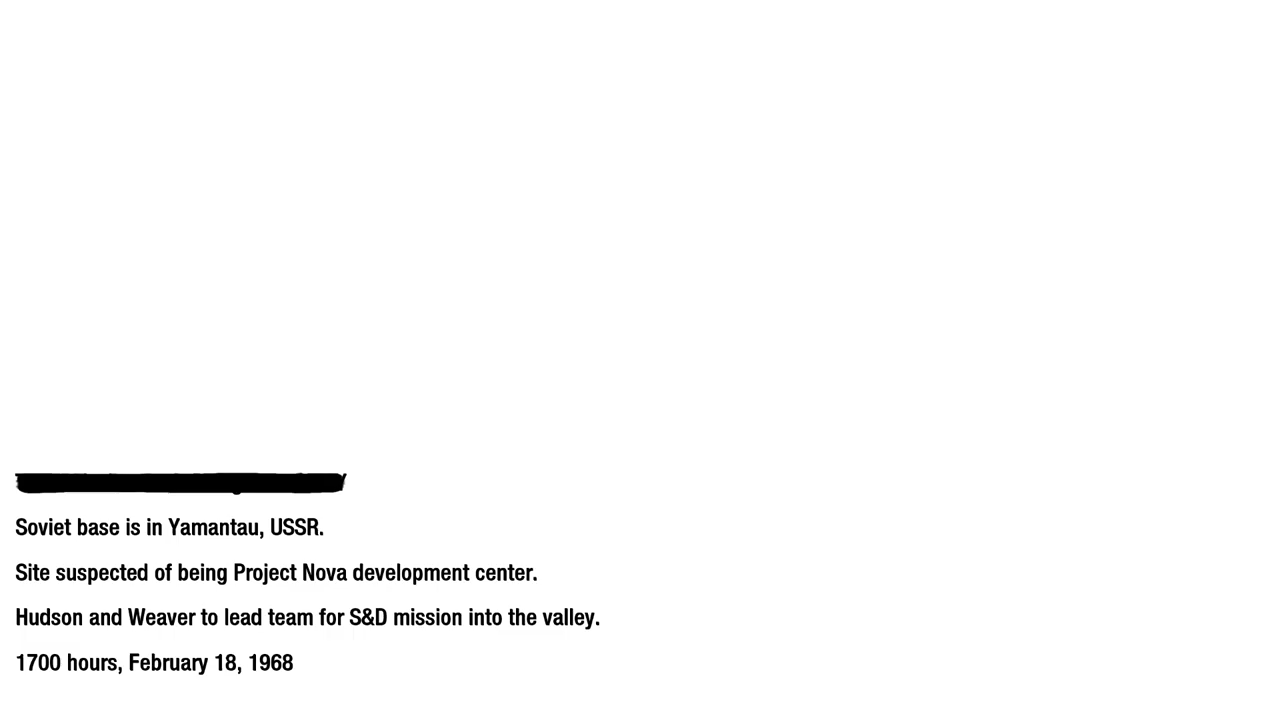 Soviet base is in Yamantau, USSR.
Site suspected of being Project Nova development center.
Hudson and Weaver to lead team for S&D mission into the valley.
1700 hours, February 18, 1968